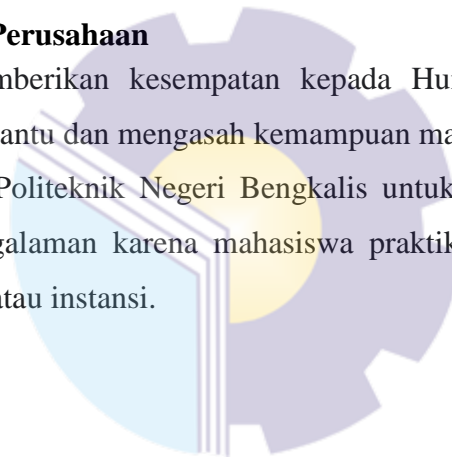 Perusahaan
mberikan kesempatan kepada Hu
antu dan mengasah kemampuan ma
Politeknik Negeri Bengkalis untuk
galaman karena mahasiswa praktik
atau instansi.